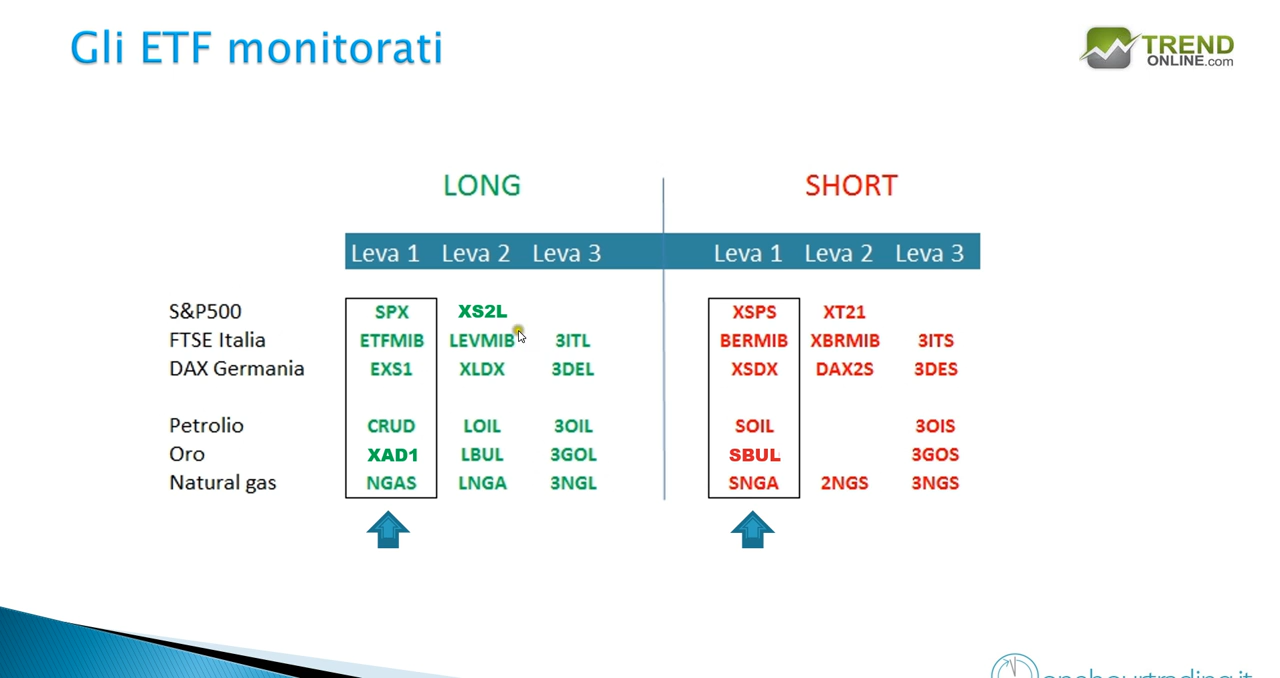 Gli ETF monitorati
TREND
ONLINE.com
LONG SHORT
Leva 1 Leva 2 Leva 3 Leva 1 Leva 2 Leva 3
S&P500 SPX XS2L XSPS XT21
FTSE Italia ETFMIB LEVMIB 3ITL BERMIB XBRMIB 3ITS
DAX Germania EXS1 XLDX 3DEL XSDX DAX2S 3DES
Petrolio CRUD LOIL 3OIL SOIL 3OIS
Oro XAD1 LBUL 3GOL SBUL 3GOS
Natural gas NGAS LNGA 3NGL SNGA 2NGS 3NGS